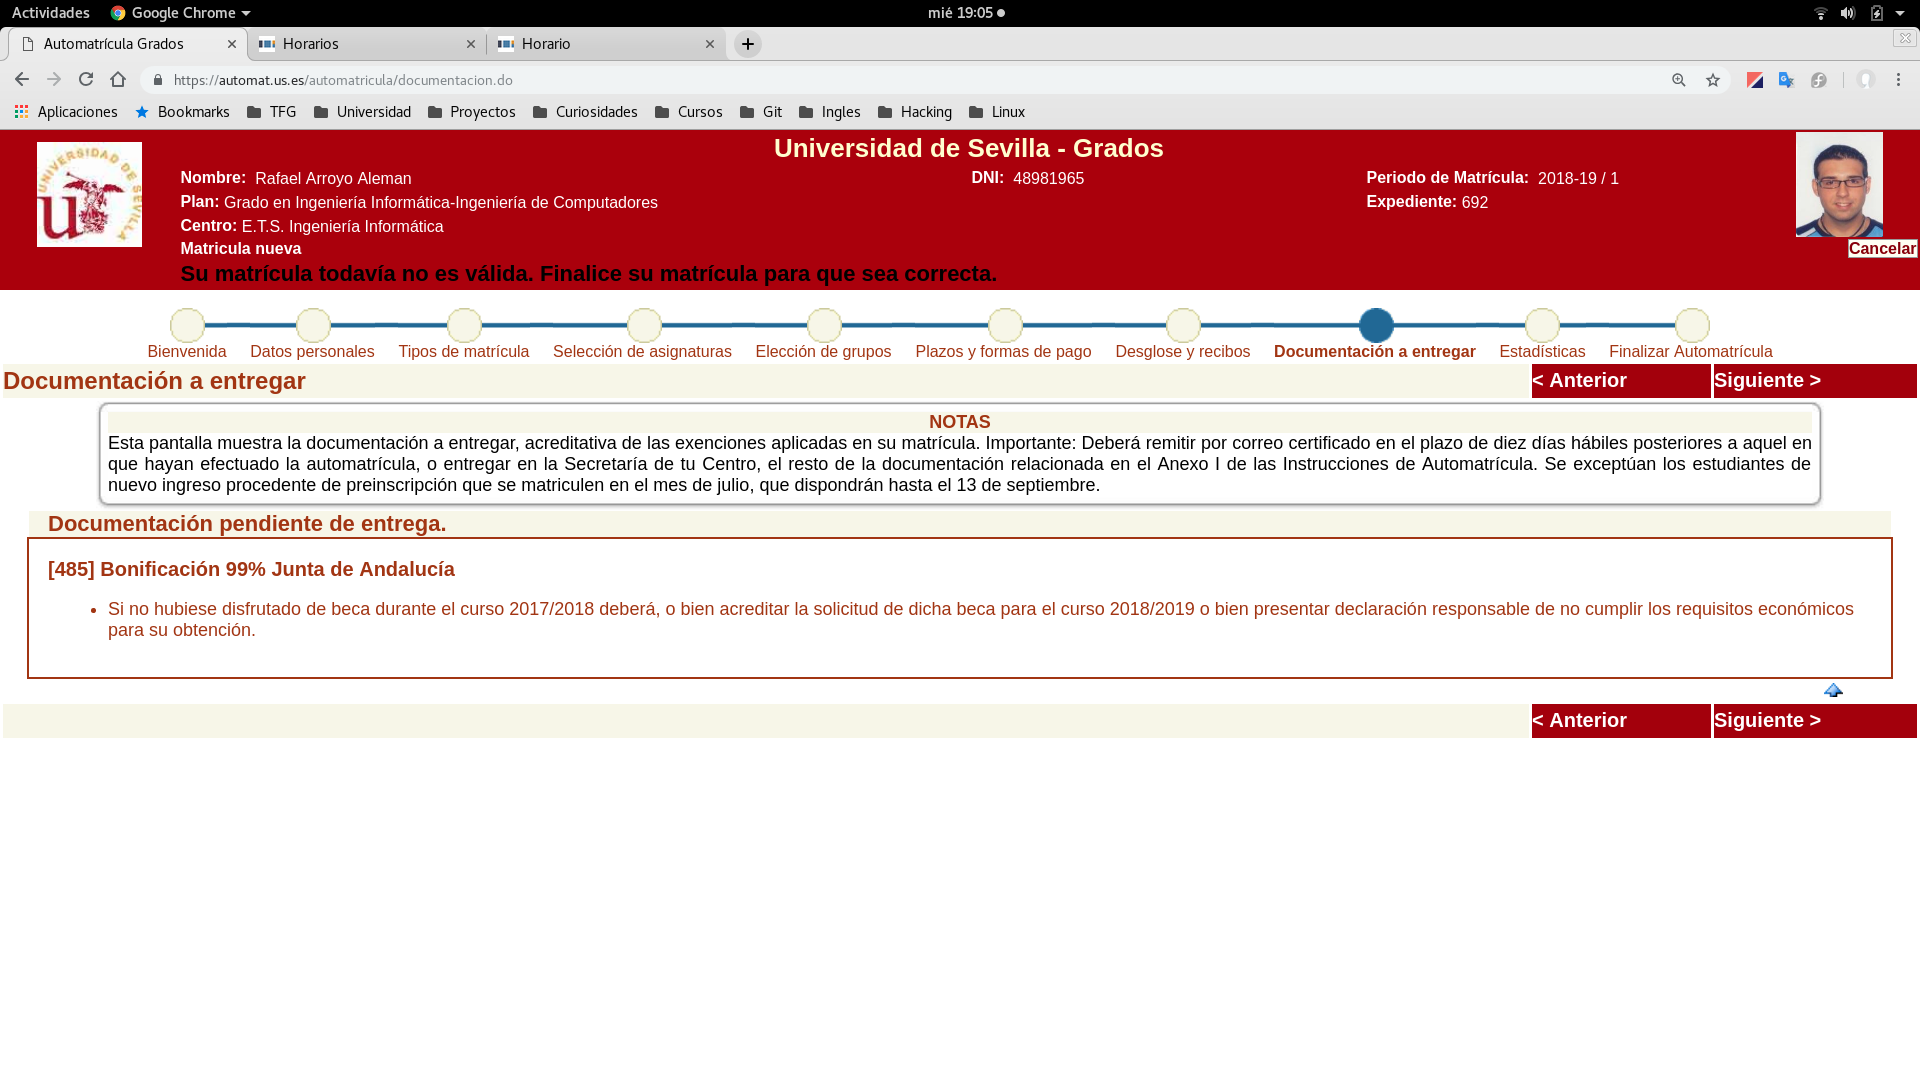 Actividades Google Chrome mié 19:05
Automatrícula Grados Horarios Horario
https://automat.us.es/automatricula/documentacion.do
Aplicaciones Bookmarks TFG Universidad Proyectos Curiosidades Cursos Git Ingles Hacking Linux
UNIVERSIDAD DE SEVILLA
Universidad de Sevilla - Grados
Nombre: Rafael Arroyo Aleman DNI: 48981965 Periodo de Matrícula: 2018-19 / 1
Plan: Grado en Ingeniería Informática-Ingeniería de Computadores Expediente: 692
Centro: E.T.S. Ingeniería Informática
Matricula nueva Cancelar
Su matrícula todavía no es válida. Finalice su matrícula para que sea correcta.
Bienvenida Datos personales Tipos de matrícula Selección de asignaturas Elección de grupos Plazos y formas de pago Desglose y recibos Documentación a entregar Estadísticas Finalizar Automatrícula
Documentación a entregar < Anterior Siguiente >
NOTAS
Esta pantalla muestra la documentación a entregar, acreditativa de las exenciones aplicadas en su matrícula. Importante: Deberá remitir por correo certificado en el plazo de diez días hábiles posteriores a aquel en
que hayan efectuado la automatrícula, o entregar en la Secretaría de tu Centro, el resto de la documentación relacionada en el Anexo I de las Instrucciones de Automatrícula. Se exceptúan los estudiantes de
nuevo ingreso procedente de preinscripción que se matriculen en el mes de julio, que dispondrán hasta el 13 de septiembre.
Documentación pendiente de entrega.
[485] Bonificación 99% Junta de Andalucía
• Si no hubiese disfrutado de beca durante el curso 2017/2018 deberá, o bien acreditar la solicitud de dicha beca para el curso 2018/2019 o bien presentar declaración responsable de no cumplir los requisitos económicos
para su obtención.
< Anterior Siguiente >